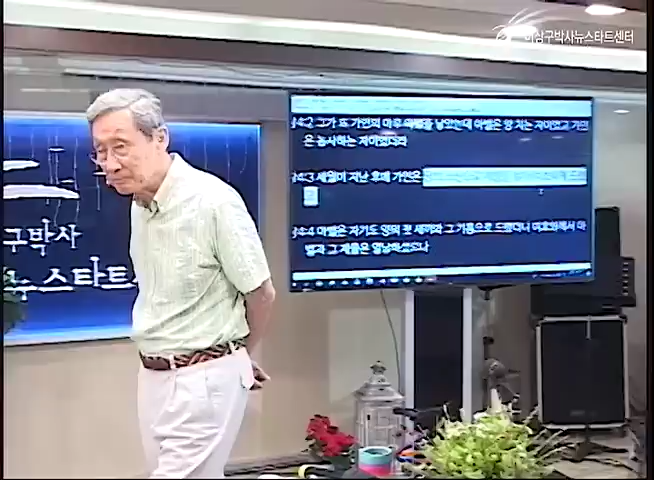 이상구박사뉴스타트센터
창4:2 그가 또 가인의 아우 아벨을 낳았는데 아벨은 양 치는 자이었고 가인
은 농사하는 자이었더라
창4:3 세월이 지난 후에 가인은
창4:4 아벨은 자기도 양의 첫 새끼와 그 기름으로 드렸더니 여호와께서 아
벨과 그 제물은 열납하셨으나
구박사
뉴스타트